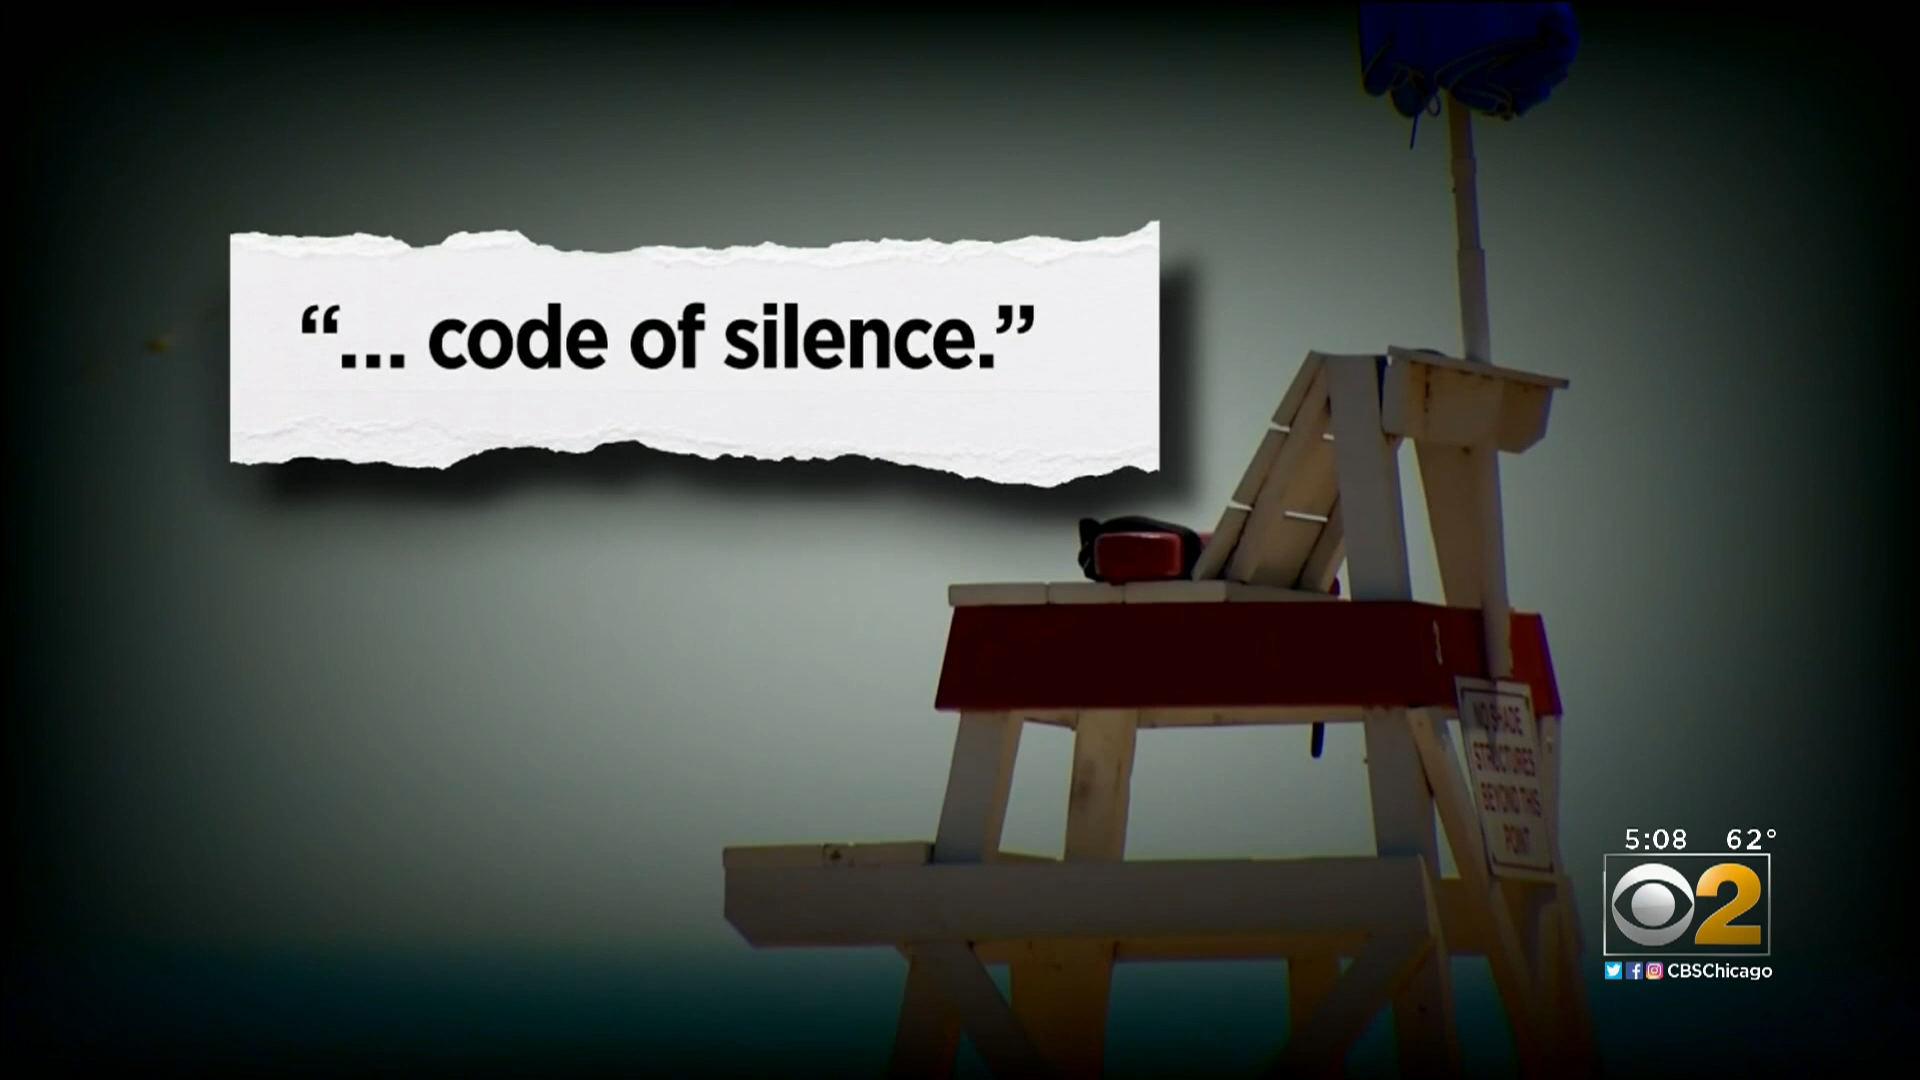 “... code of silence.”
NO SHADE
STRUCTURES
BEYOND THIS
POINT
5:08 62°
2
CBSChicago